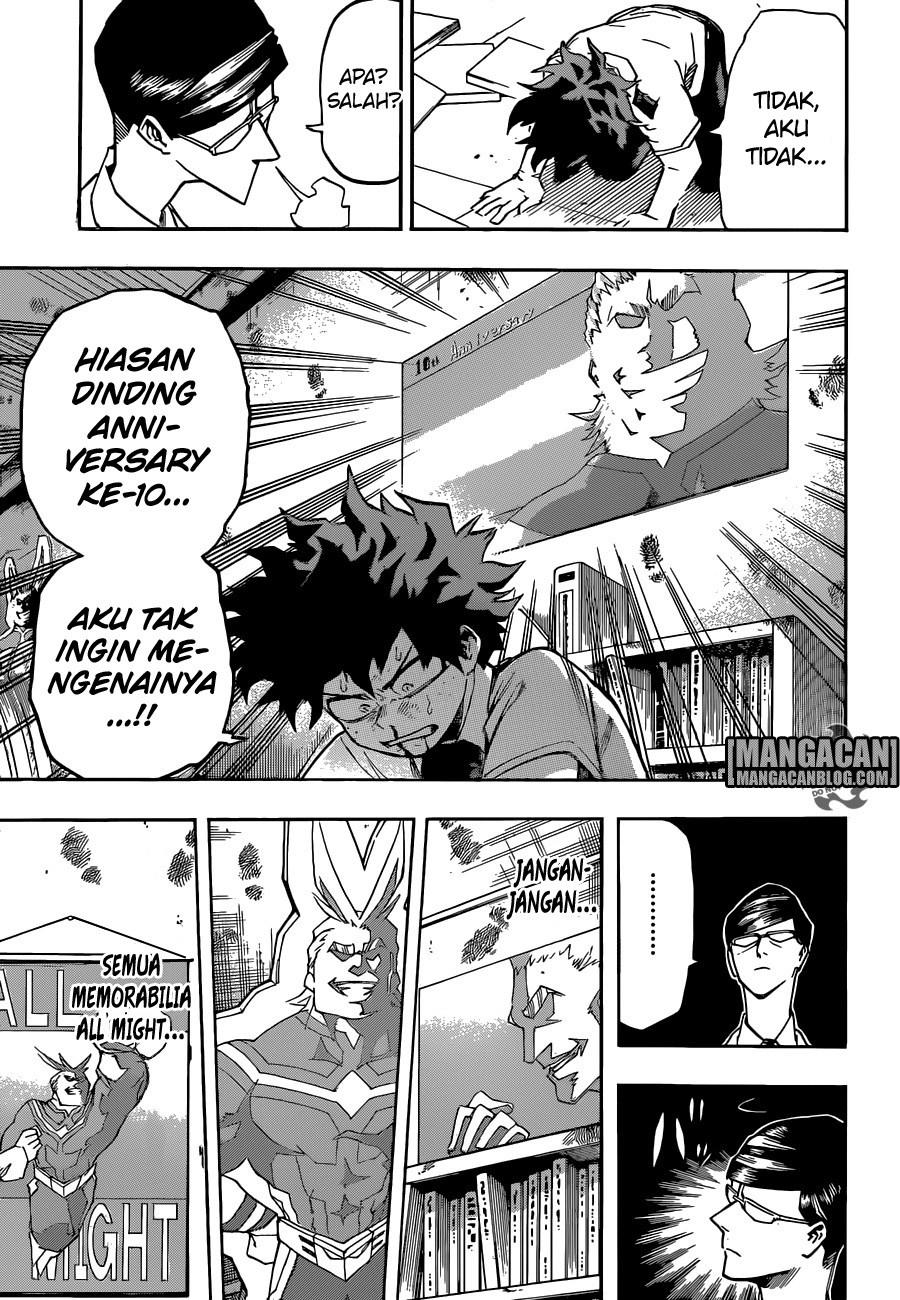 TIDAK,
AKU
TIDAK...
APA?
SALAH?
10th Anniversary
HIASAN
DINDING
ANNI-
VERSARY
KE-10...
AKU TAK
INGIN ME-
NGENAINYA
...!!
[MANGACAN]
MANGACANBLOG.COM
..........
JANGAN-
JANGAN...
SEMUA
MEMORABILIA
ALL MIGHT...
ALL
MIGHT